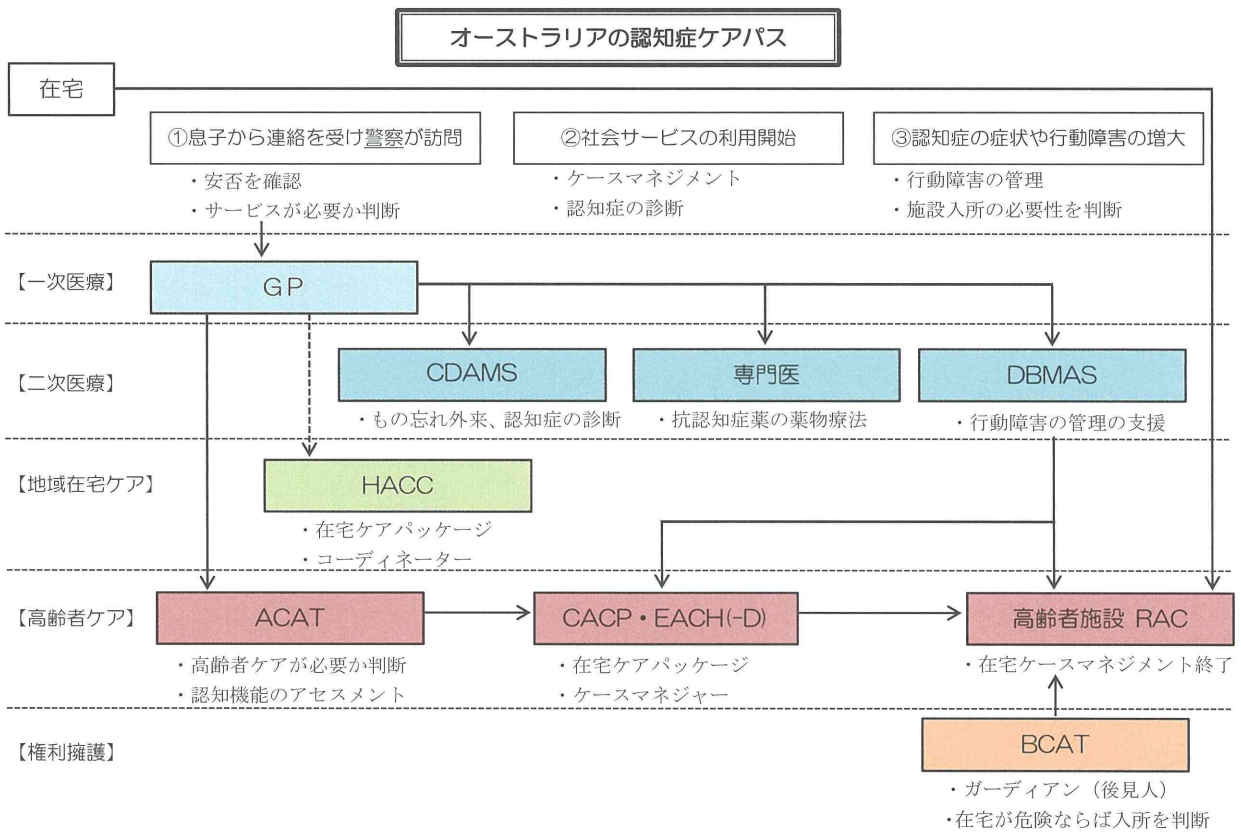 オーストラリアの認知症ケアパス
在宅
①息子から連絡を受け警察が訪問
・安否を確認
・サービスが必要か判断
②社会サービスの利用開始
・ケースマネジメント
・認知症の診断
③認知症の症状や行動障害の増大
・行動障害の管理
・施設入所の必要性を判断
【一次医療】
GP
【二次医療】
CDAMS
・もの忘れ外来、認知症の診断
専門医
・抗認知症薬の薬物療法
DBMAS
・行動障害の管理の支援
【地域在宅ケア】
HACC
・在宅ケアパッケージ
・コーディネーター
【高齢者ケア】
ACAT
・高齢者ケアが必要か判断
・認知機能のアセスメント
CACP・EACH(-D)
・在宅ケアパッケージ
・ケースマネジャー
高齢者施設 RAC
・在宅ケースマネジメント終了
【権利擁護】
BCAT
・ガーディアン（後見人）
・在宅が危険ならば入所を判断